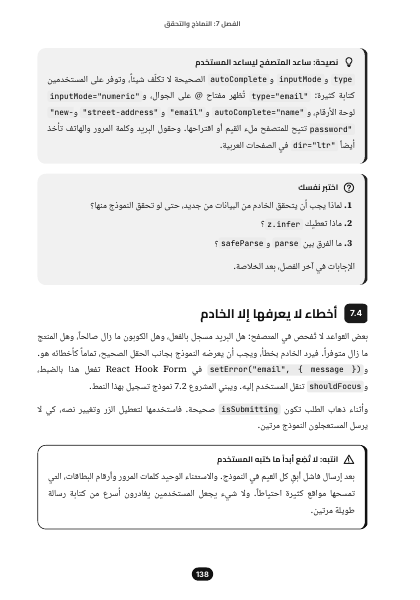 الفصل 7: النماذج والتحقق
نصيحة: ساعد المتصفح ليساعد المستخدم
type و inputMode و autoComplete الصحيحة لا تكلّف شيئاً، وتوفر على المستخدمين
كتابة كثيرة: type="email" تُظهر مفتاح @ على الجوال، و inputMode="numeric"
لوحة الأرقام، و autoComplete="name" و "email" و "street-address" و "new-
password" تتيح للمتصفح ملء القيم أو اقتراحها. وحقول البريد وكلمة المرور والهاتف تأخذ
أيضاً dir="ltr" في الصفحات العربية.
اختبر نفسك
1. لماذا يجب أن يتحقق الخادم من البيانات من جديد، حتى لو تحقق النموذج منها؟
2. ماذا تعطيك z.infer ؟
3. ما الفرق بين parse و safeParse ؟
الإجابات في آخر الفصل، بعد الخلاصة.
7.4 أخطاء لا يعرفها إلا الخادم
بعض القواعد لا تُفحص في المتصفح: هل البريد مسجل بالفعل، وهل الكوبون ما زال صالحاً، وهل المنتج
ما زال متوفراً. فيرد الخادم بخطأ، ويجب أن يعرضه النموذج بجانب الحقل الصحيح، تماماً كأخطائه هو.
setError("email", { message }) في React Hook Form تفعل هذا بالضبط،
و shouldFocus تنقل المستخدم إليه. ويبني المشروع 7.2 نموذج تسجيل بهذا النمط.
وأثناء ذهاب الطلب تكون isSubmitting صحيحة. فاستخدمها لتعطيل الزر وتغيير نصه، كي لا
يرسل المستعجلون النموذج مرتين.
انتبه: لا تُضِع أبداً ما كتبه المستخدم
بعد إرسال فاشل أبقِ كل القيم في النموذج. والاستثناء الوحيد كلمات المرور وأرقام البطاقات، التي
تمسحها مواقع كثيرة احتياطاً. ولا شيء يجعل المستخدمين يغادرون أسرع من كتابة رسالة
طويلة مرتين.
138